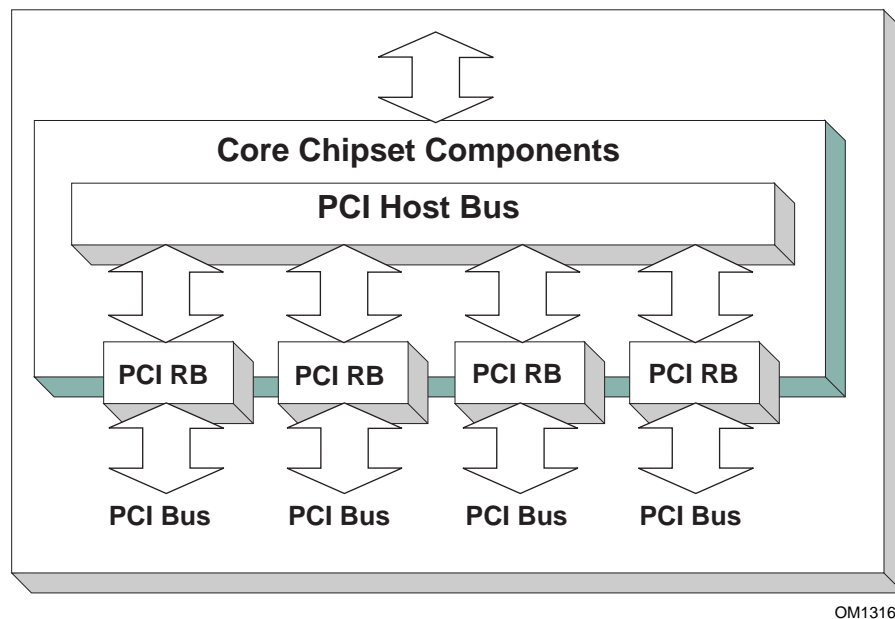 Core Chipset Components
PCI Host Bus
PCI RB PCI RB PCI RB PCI RB
PCI Bus PCI Bus PCI Bus PCI Bus
OM1316